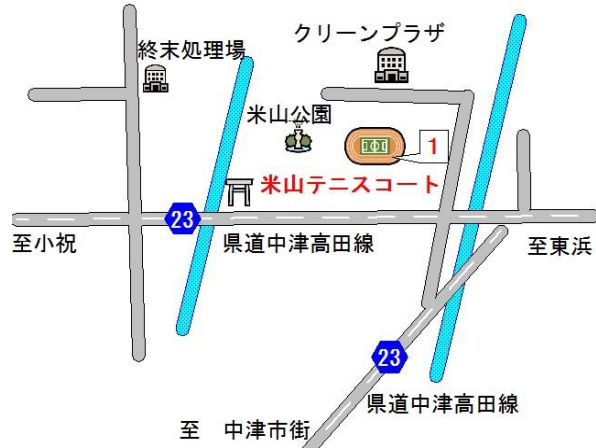 クリーンプラザ
終末処理場
米山公園
1
米山テニスコート
23
至小祝
県道中津高田線
至東浜
23
県道中津高田線
至 中津市街